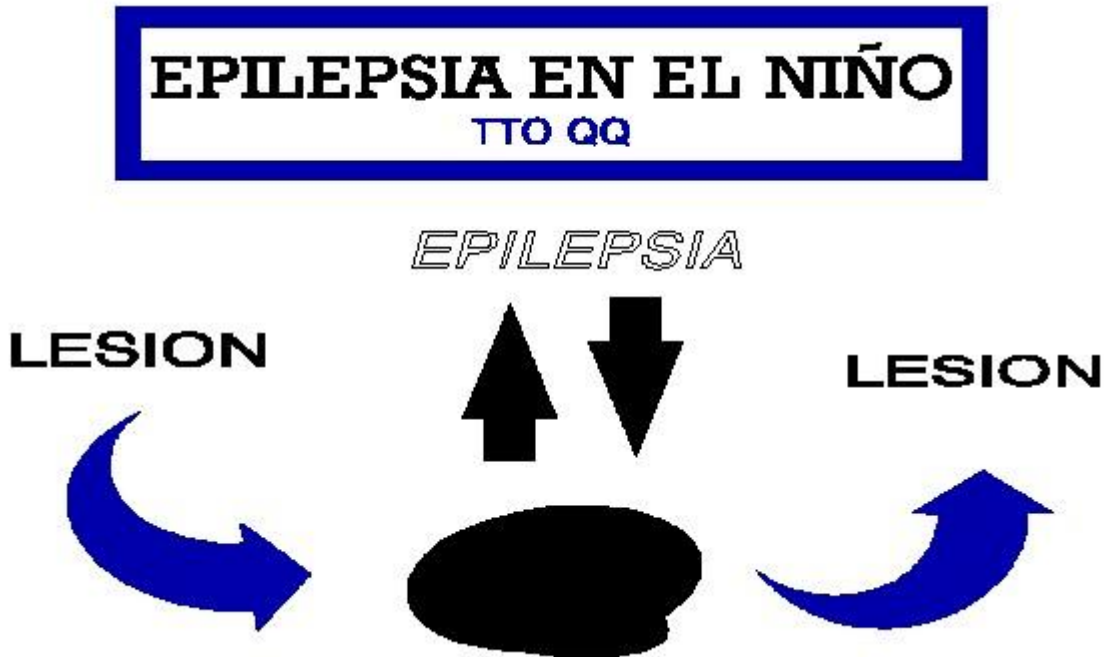 EPILEPSIA EN EL NIÑO
TTO QQ
EPILEPSIA
LESION
LESION